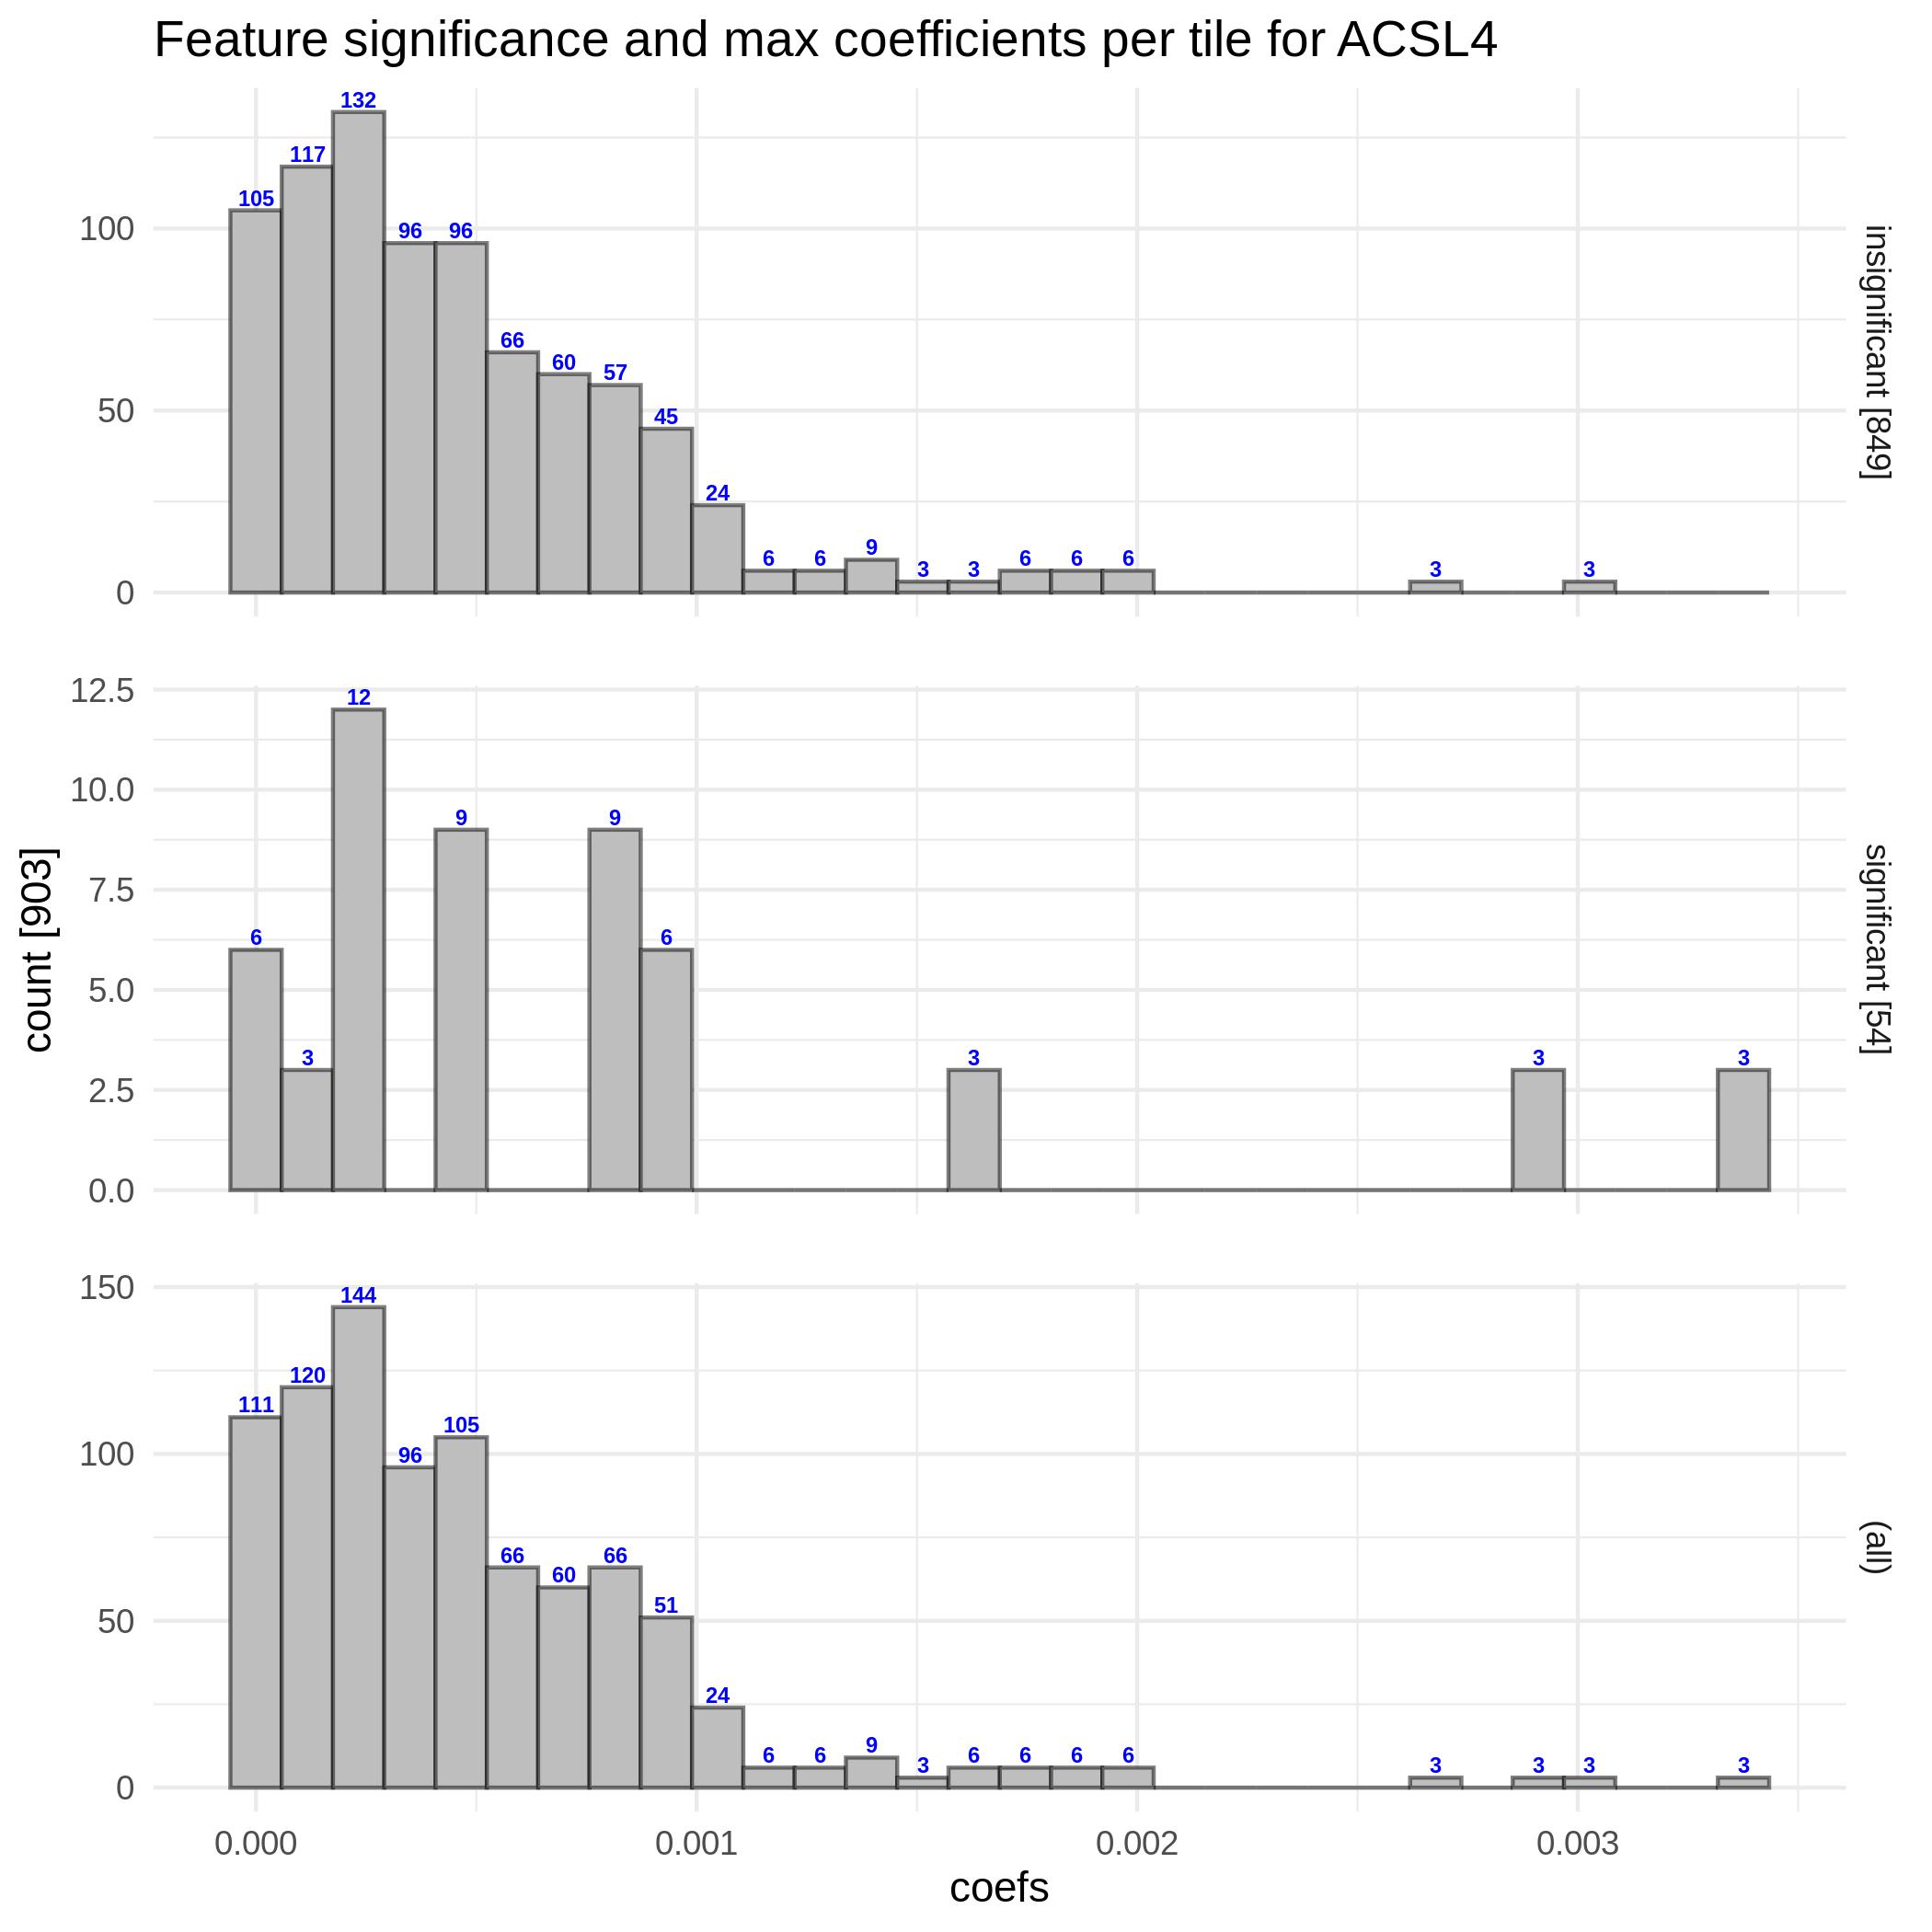 Feature significance and max coefficients per tile for ACSL4
132
117
105
96 96
66
60
57
45
24
6 6 9 3 3 6 6 6 3 3
100
50
0
insignificant [849]
12.5
10.0
7.5
5.0
2.5
0.0
12
9 9
6 6
3 3 3 3
count [903]
significant [54]
150
100
50
0
144
120
111
105
96
66 60 66
51
24
6 6 9 3 6 6 6 6 3 3 3 3
(all)
0.000 0.001 0.002 0.003
coefs